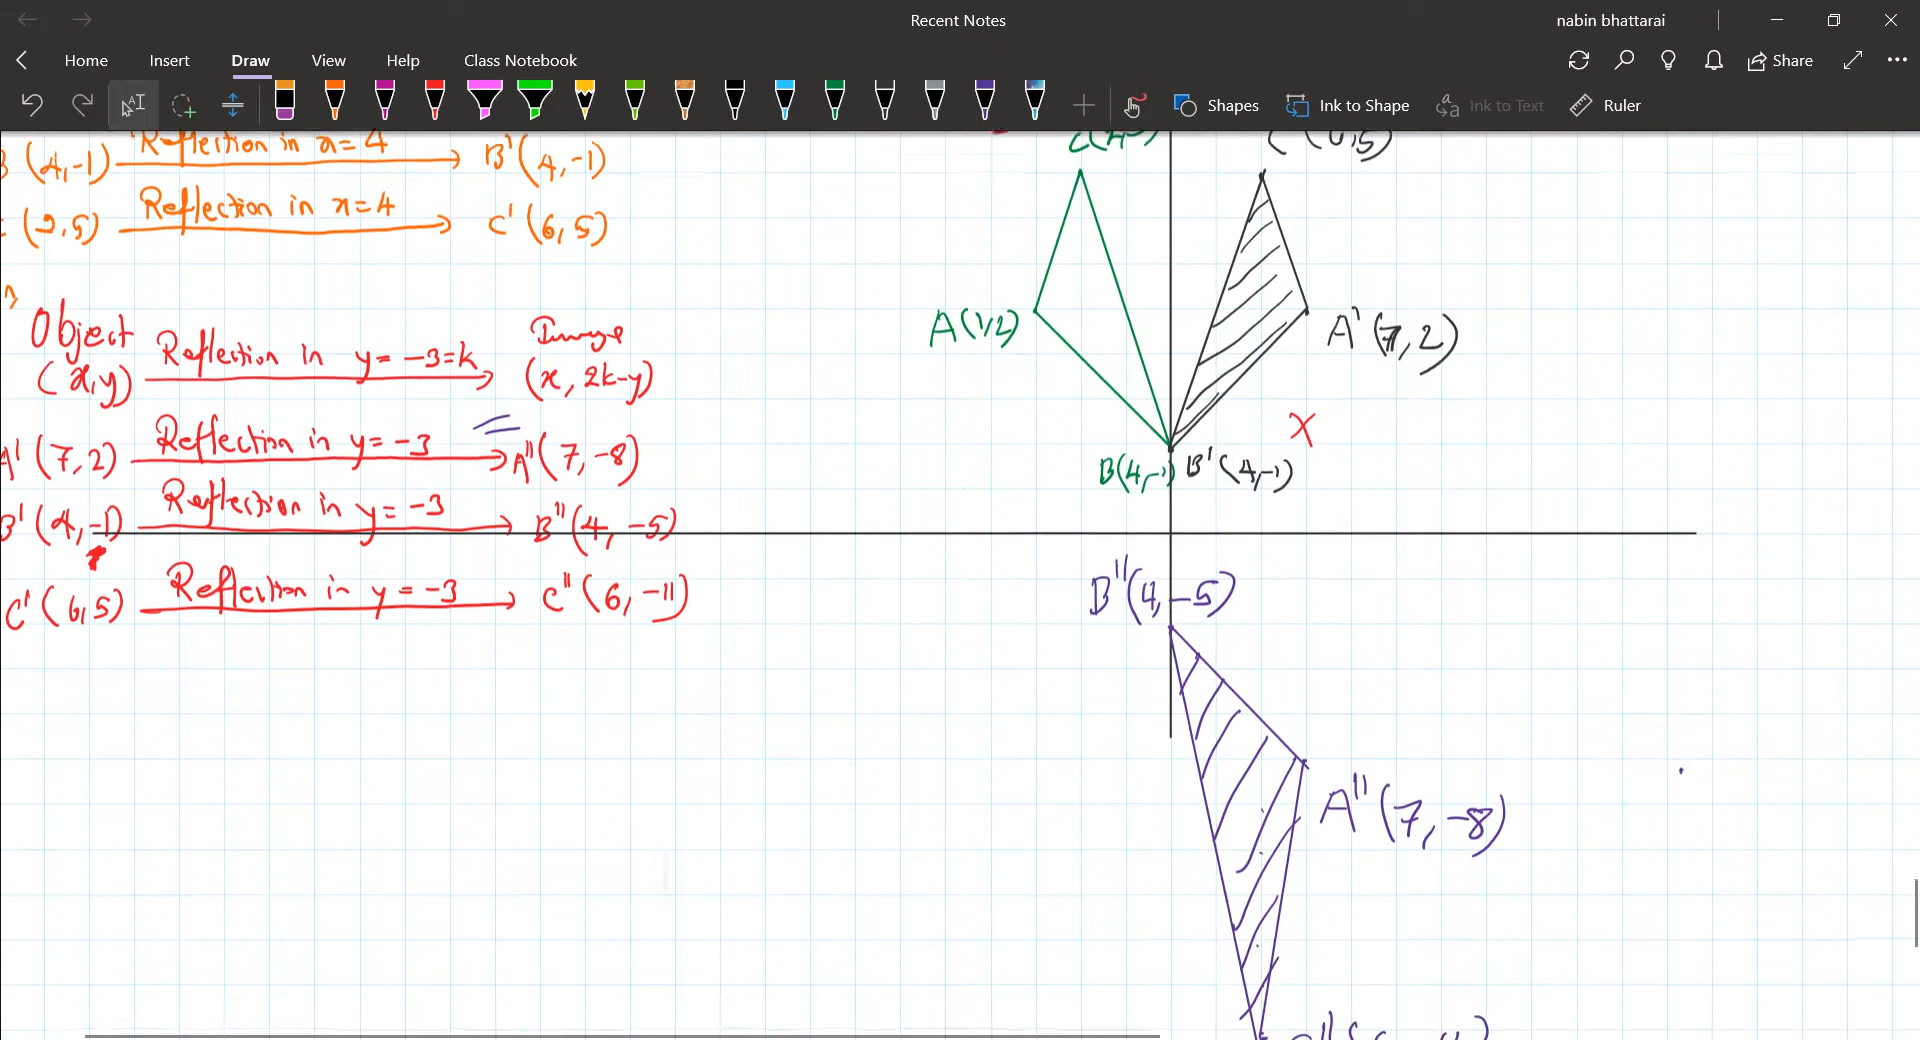 Recent Notes
nabin bhattarai
Home Insert Draw View Help Class Notebook
Share
Shapes Ink to Shape Ink to Text Ruler
B (4,-1) Reflection in x=4 B'(4,-1)
(2,5) Reflection in x=4 C'(6,5)
Object Reflection in y=-3=k Image
(x,y) (x, 2k-y)
A'(7,2) Reflection in y=-3 A''(7,-8)
B'(4,-1) Reflection in y=-3 B''(4,-5)
C'(6,5) Reflection in y=-3 C''(6,-11)
A(1,2)
A'(7,2)
X
B(4,-1) B'(4,-1)
B''(4,-5)
A''(7,-8)